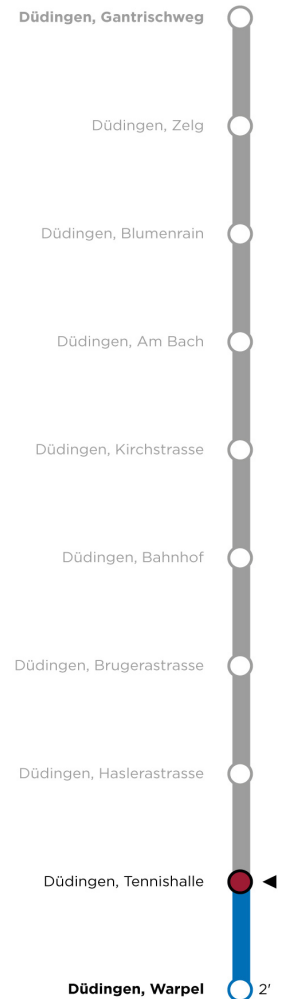 Düdingen, Gantrischweg
Düdingen, Zelg
Düdingen, Blumenrain
Düdingen, Am Bach
Düdingen, Kirchstrasse
Düdingen, Bahnhof
Düdingen, Brugerastrasse
Düdingen, Haslerastrasse
Düdingen, Tennishalle
Düdingen, Warpel 2'